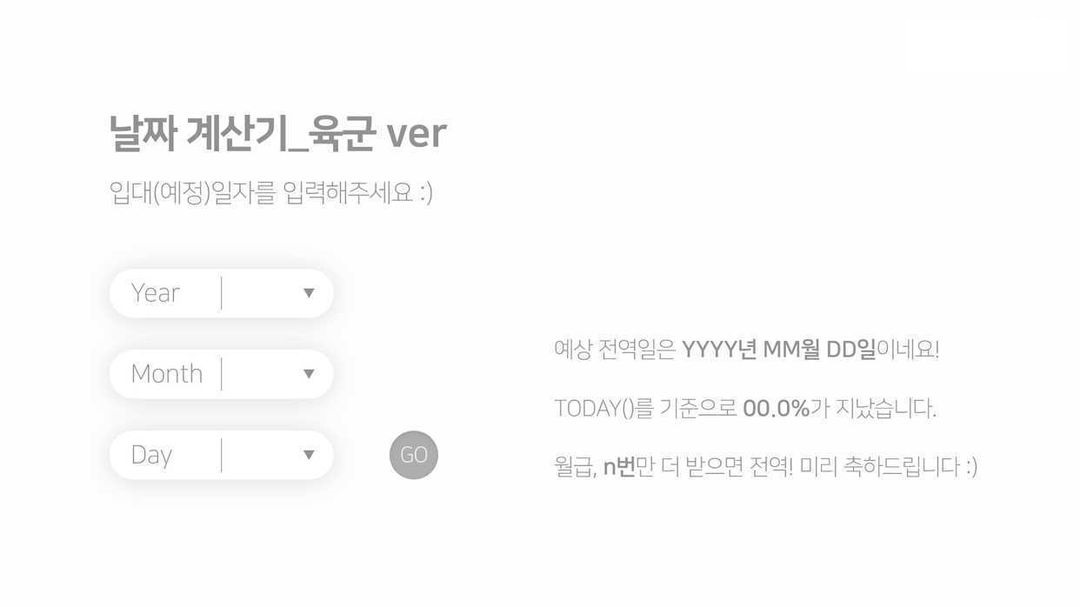 날짜 계산기_육군 ver
입대(예정)일자를 입력해주세요 :)
Year
Month
Day
GO
예상 전역일은 YYYY년 MM월 DD일이네요!
TODAY()를 기준으로 00.0%가 지났습니다.
월급, n번만 더 받으면 전역! 미리 축하드립니다 :)